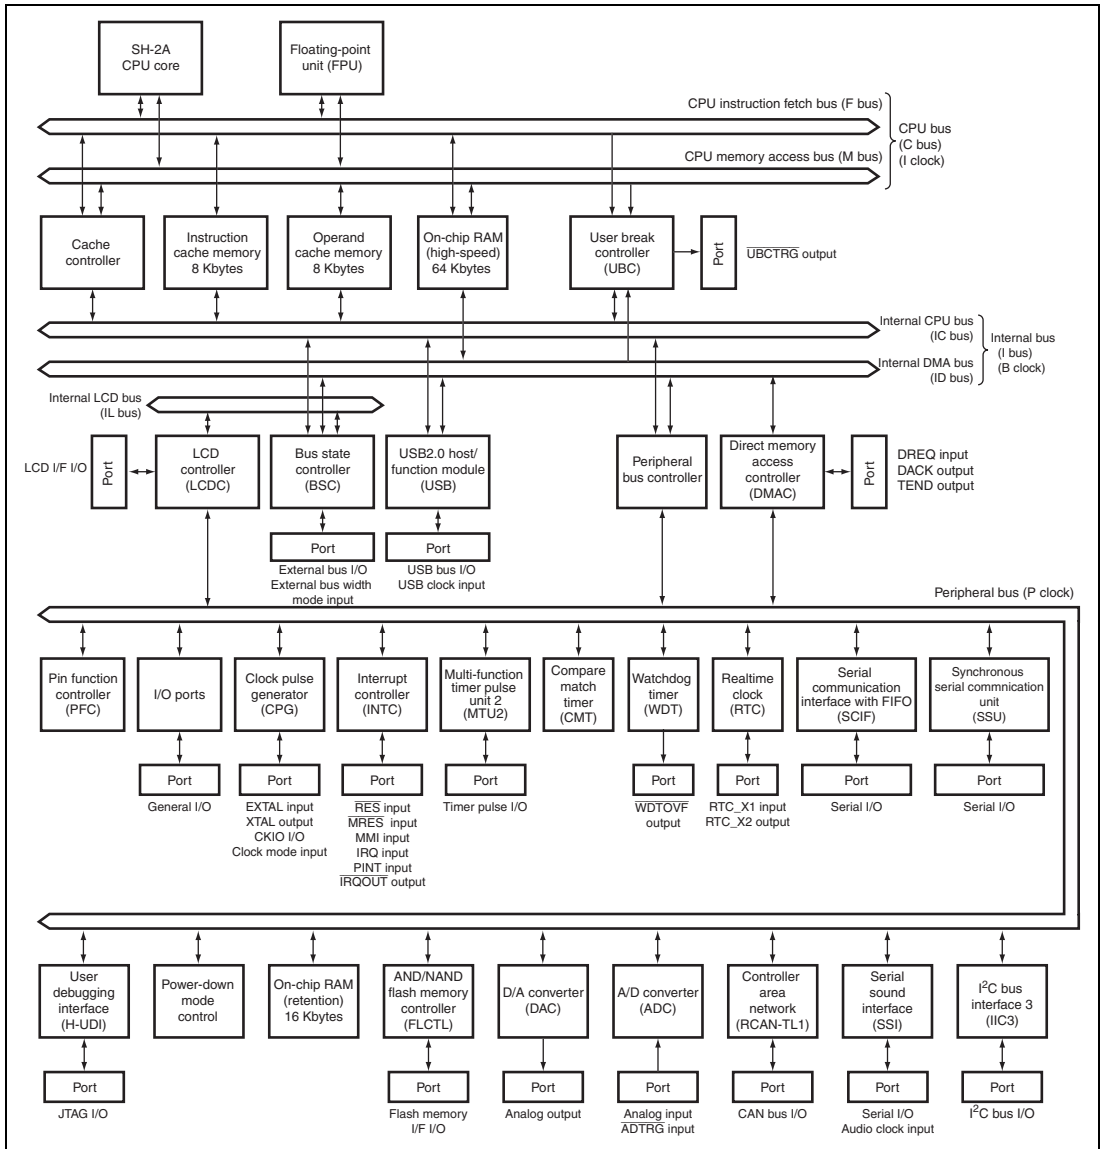 SH-2A
CPU core
Floating-point
unit (FPU)
CPU instruction fetch bus (F bus)
CPU bus
(C bus)
(I clock)
CPU memory access bus (M bus)
Cache
controller
Instruction
cache memory
8 Kbytes
Operand
cache memory
8 Kbytes
On-chip RAM
(high-speed)
64 Kbytes
User break
controller
(UBC)
Port
UBCTRG output
Internal CPU bus
(IC bus)
Internal bus
(I bus)
(B clock)
Internal DMA bus
(ID bus)
Internal LCD bus
(IL bus)
LCD I/F I/O
Port
LCD
controller
(LCDC)
Bus state
controller
(BSC)
USB2.0 host/
function module
(USB)
Peripheral
bus controller
Direct memory
access
controller
(DMAC)
Port
DREQ input
DACK output
TEND output
Port
External bus I/O
External bus width
mode input
Port
USB bus I/O
USB clock input
Peripheral bus (P clock)
Pin function
controller
(PFC)
I/O ports
Clock pulse
generator
(CPG)
Interrupt
controller
(INTC)
Multi-function
timer pulse
unit 2
(MTU2)
Compare
match
timer
(CMT)
Watchdog
timer
(WDT)
Realtime
clock
(RTC)
Serial
communication
interface with FIFO
(SCIF)
Synchronous
serial commnication
unit
(SSU)
Port
General I/O
Port
EXTAL input
XTAL output
CKIO I/O
Clock mode input
Port
RES input
MRES input
MMI input
IRQ input
PINT input
IRQOUT output
Port
Timer pulse I/O
Port
WDTOVF
output
Port
RTC_X1 input
RTC_X2 output
Port
Serial I/O
Port
Serial I/O
User
debugging
interface
(H-UDI)
Power-down
mode
control
On-chip RAM
(retention)
16 Kbytes
AND/NAND
flash memory
controller
(FLCTL)
D/A converter
(DAC)
A/D converter
(ADC)
Controller
area
network
(RCAN-TL1)
Serial
sound
interface
(SSI)
I²C bus
interface 3
(IIC3)
Port
JTAG I/O
Port
Flash memory
I/F I/O
Port
Analog output
Port
Analog input
ADTRG input
Port
CAN bus I/O
Port
Serial I/O
Audio clock input
Port
I²C bus I/O